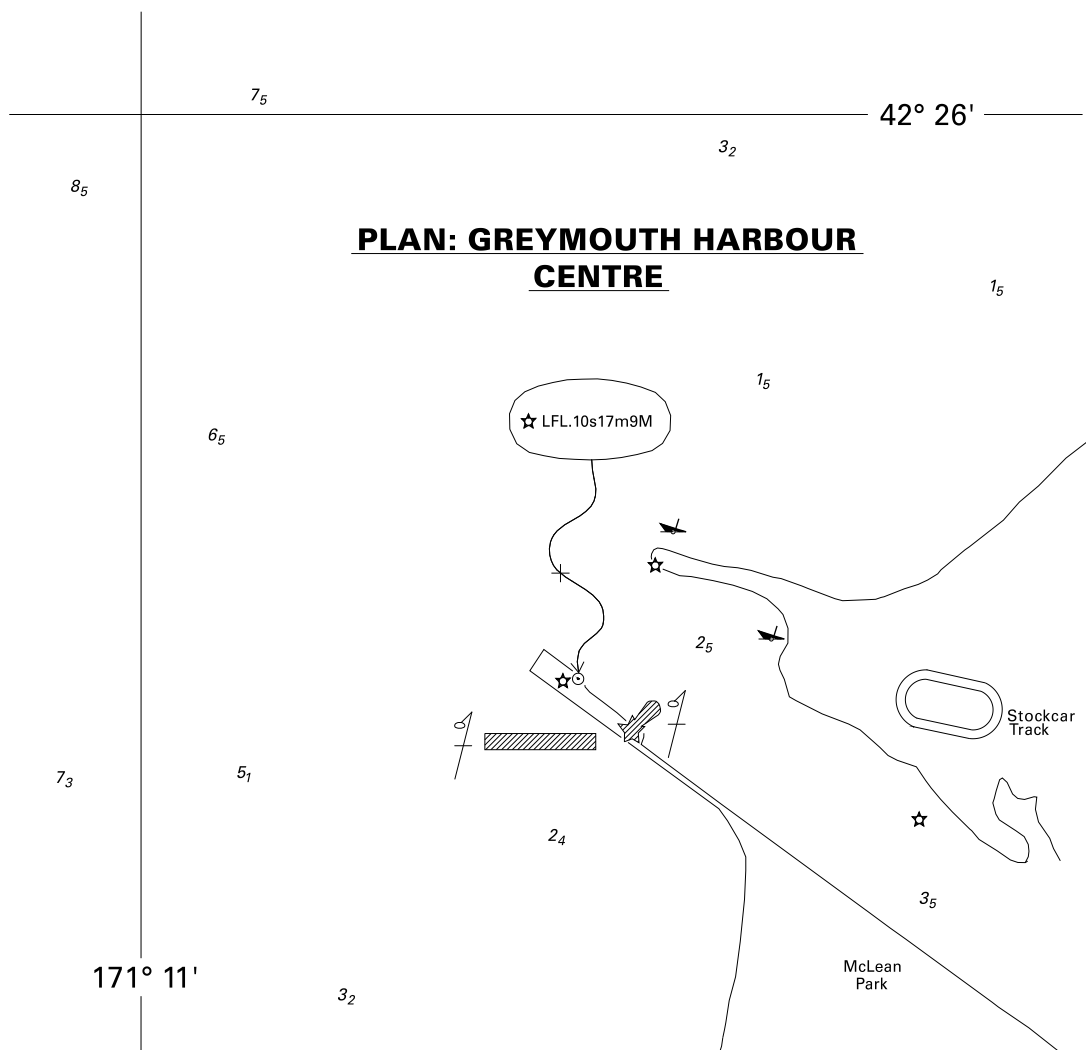 7₅
42° 26'
3₂
8₅
PLAN: GREYMOUTH HARBOUR
CENTRE
1₅
1₅
LFL.10s17m9M
6₅
2₅
Stockcar
Track
7₃
5₁
2₄
3₅
McLean
Park
171° 11'
3₂